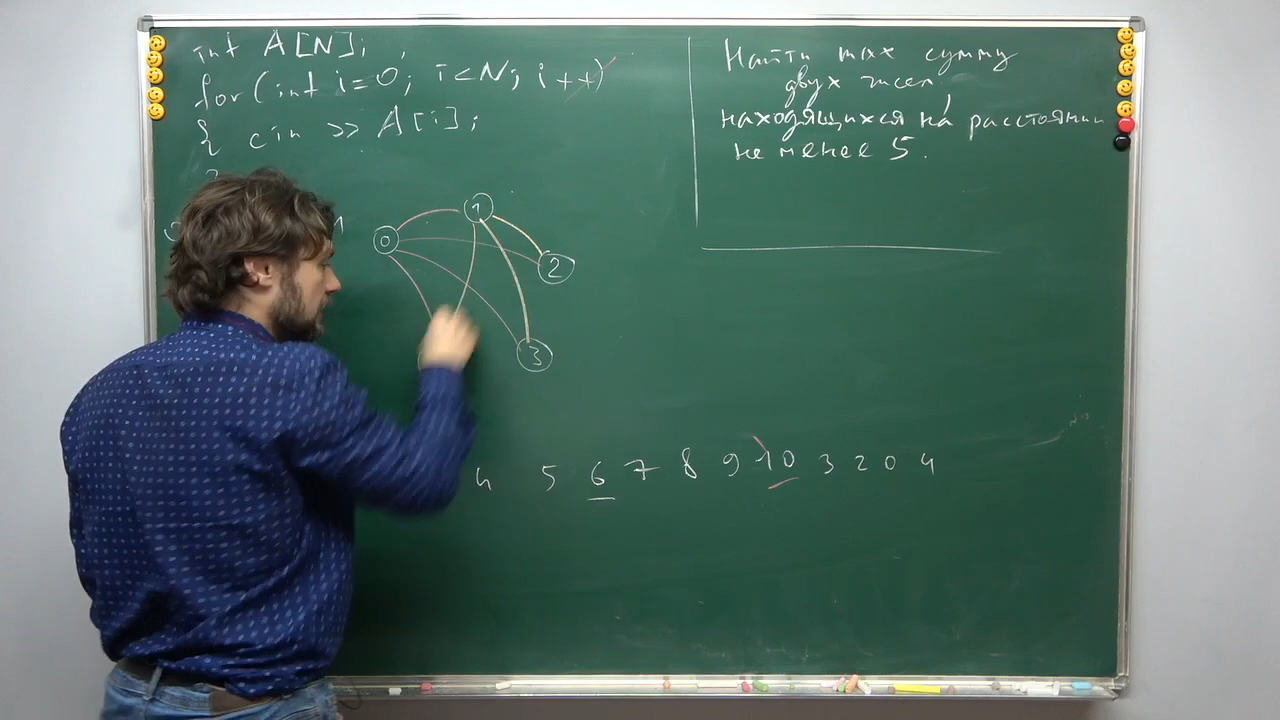 int A[N];
for(int i=0; i<N; i++)
{ cin >> A[i];
Найти max сумму
двух чисел,
находящихся на расстоянии
не менее 5.
1
0
2
3
4 5 6 7 8 9 10 3 2 0 4